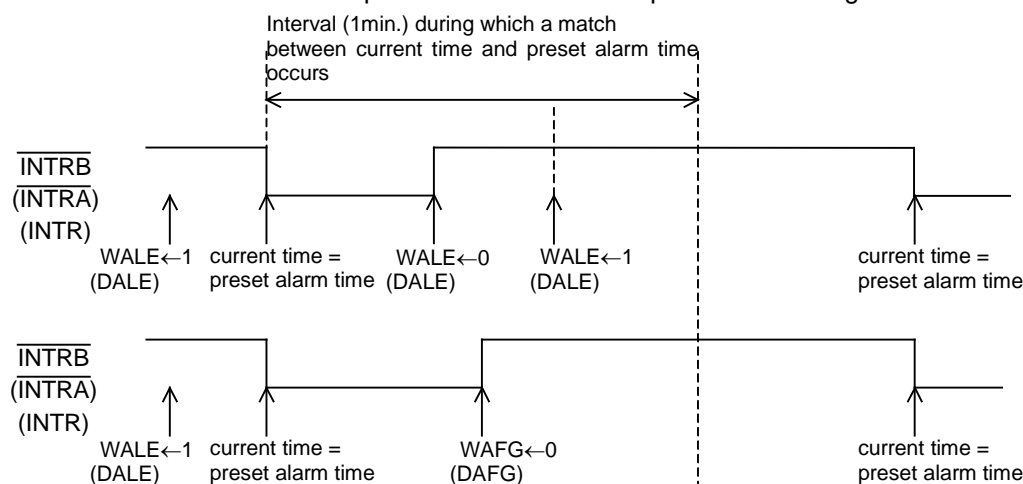 Interval (1min.) during which a match
between current time and preset alarm time
occurs
INTRB
(INTRA)
(INTR)
WALE←1
(DALE)
current time =
preset alarm time
WALE←0
(DALE)
WALE←1
(DALE)
current time =
preset alarm time
INTRB
(INTRA)
(INTR)
WALE←1
(DALE)
current time =
preset alarm time
WAFG←0
(DAFG)
current time =
preset alarm time